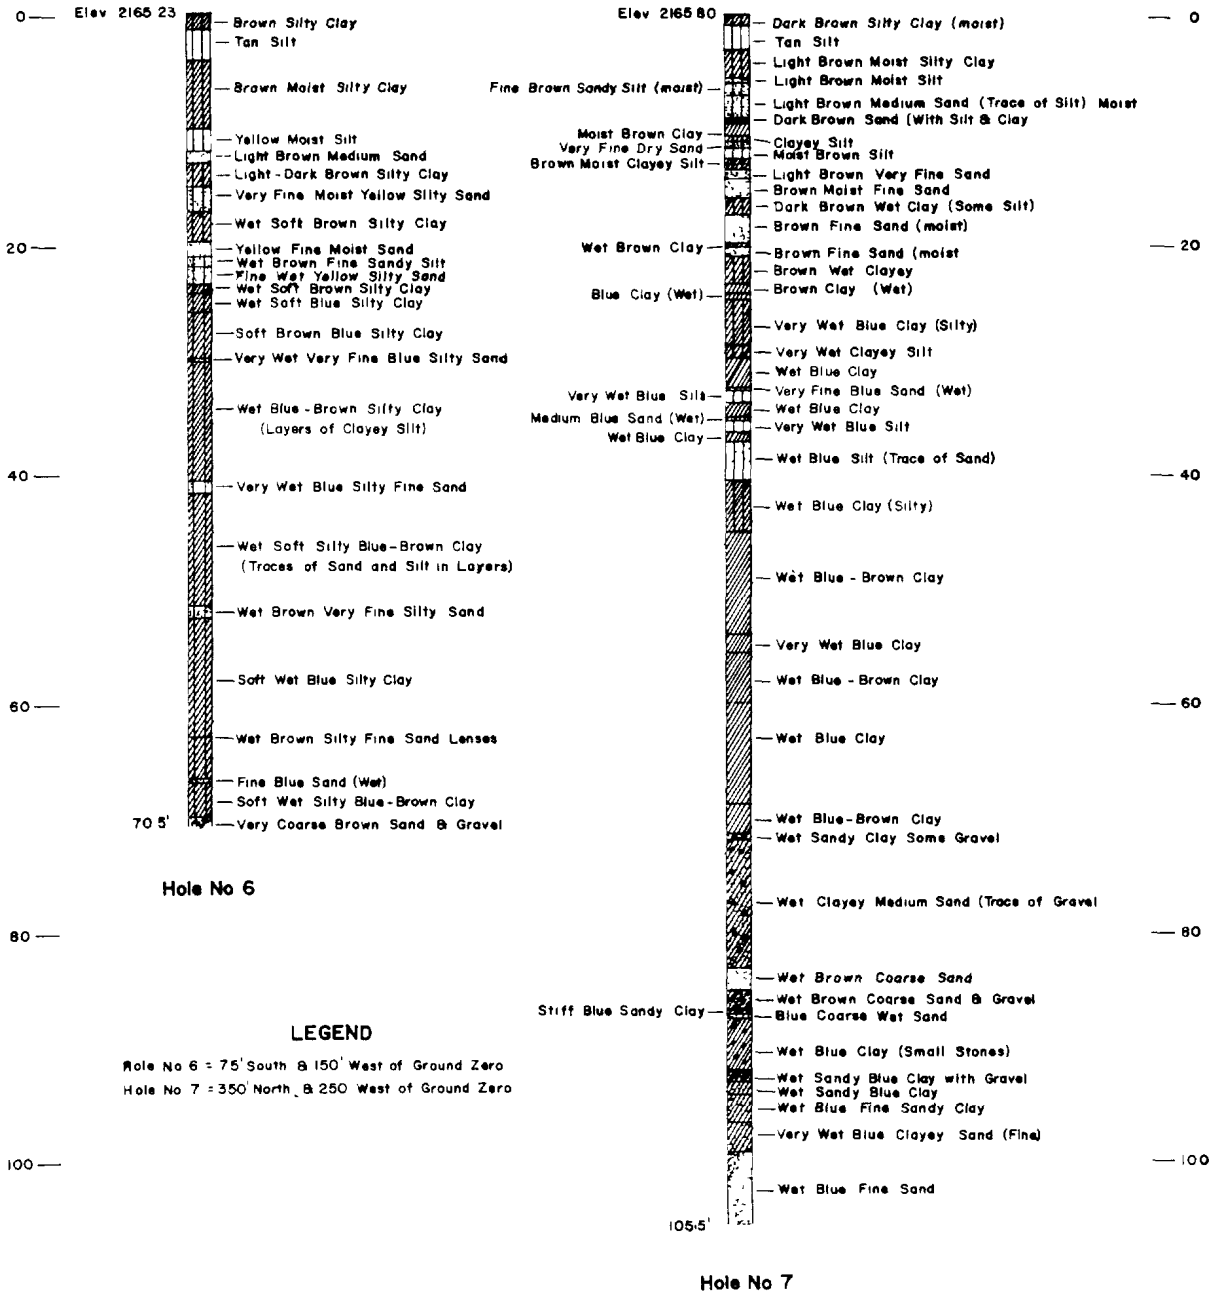 Elev 2165 23
0
Brown Silty Clay
Tan Silt
Brown Moist Silty Clay
Yellow Moist Silt
Light Brown Medium Sand
Light-Dark Brown Silty Clay
Very Fine Moist Yellow Silty Sand
Wet Soft Brown Silty Clay
20
Yellow Fine Moist Sand
Wet Brown Fine Sandy Silt
Fine Wet Yellow Silty Sand
Wet Soft Brown Silty Clay
Wet Soft Blue Silty Clay
Soft Brown Blue Silty Clay
Very Wet Very Fine Blue Silty Sand
Wet Blue-Brown Silty Clay
(Layers of Clayey Silt)
40
Very Wet Blue Silty Fine Sand
Wet Soft Silty Blue-Brown Clay
(Traces of Sand and Silt in Layers)
Wet Brown Very Fine Silty Sand
Soft Wet Blue Silty Clay
60
Wet Brown Silty Fine Sand Lenses
Fine Blue Sand (Wet)
Soft Wet Silty Blue-Brown Clay
70 5'
Very Coarse Brown Sand & Gravel
Hole No 6
80
100
LEGEND
Hole No 6 = 75' South & 150' West of Ground Zero
Hole No 7 = 350' North & 250 West of Ground Zero
Elev 2165 80
0
Dark Brown Silty Clay (moist)
Tan Silt
Light Brown Moist Silty Clay
Light Brown Moist Silt
Fine Brown Sandy Silt (moist)
Light Brown Medium Sand (Trace of Silt) Moist
Dark Brown Sand (With Silt & Clay
Moist Brown Clay
Clayey Silt
Very Fine Dry Sand
Moist Brown Silt
Brown Moist Clayey Silt
Light Brown Very Fine Sand
Brown Moist Fine Sand
Dark Brown Wet Clay (Some Silt)
Brown Fine Sand (moist)
20
Wet Brown Clay
Brown Fine Sand (moist
Brown Wet Clayey
Brown Clay (Wet)
Blue Clay (Wet)
Very Wet Blue Clay (Silty)
Very Wet Clayey Silt
Wet Blue Clay
Very Fine Blue Sand (Wet)
Very Wet Blue Silt
Wet Blue Clay
Medium Blue Sand (Wet)
Very Wet Blue Silt
Wet Blue Clay
Wet Blue Silt (Trace of Sand)
40
Wet Blue Clay (Silty)
Wet Blue-Brown Clay
Very Wet Blue Clay
Wet Blue-Brown Clay
60
Wet Blue Clay
Wet Blue-Brown Clay
Wet Sandy Clay Some Gravel
Wet Clayey Medium Sand (Trace of Gravel
80
Wet Brown Coarse Sand
Wet Brown Coarse Sand & Gravel
Stiff Blue Sandy Clay
Blue Coarse Wet Sand
Wet Blue Clay (Small Stones)
Wet Sandy Blue Clay with Gravel
Wet Sandy Blue Clay
Wet Blue Fine Sandy Clay
Very Wet Blue Clayey Sand (Fine)
100
Wet Blue Fine Sand
105.5'
Hole No 7